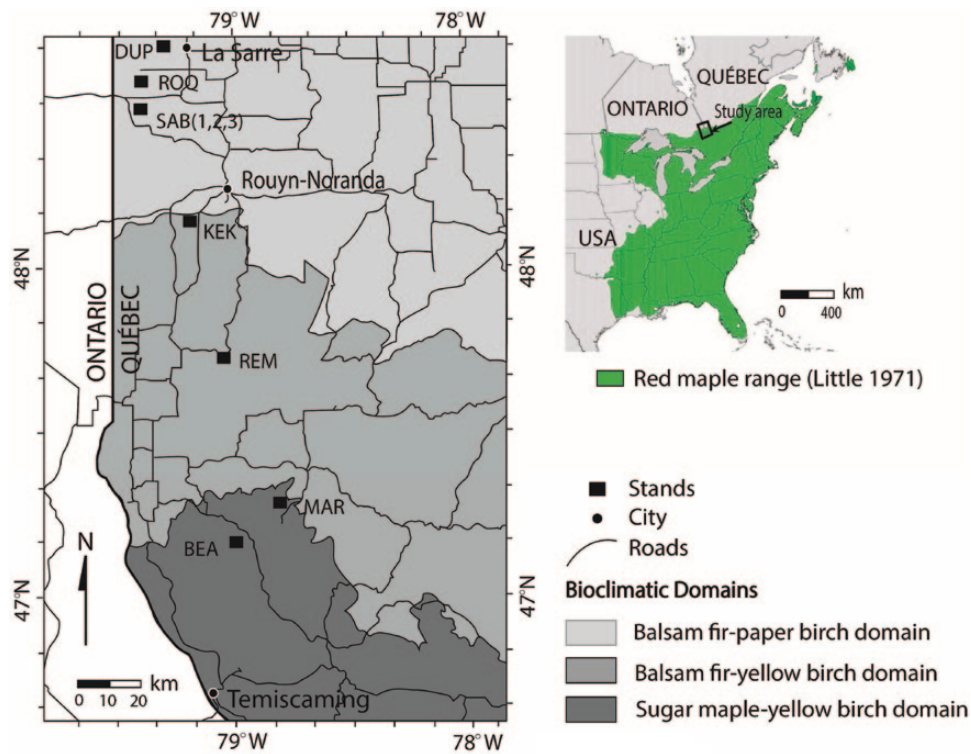 79°W
78°W
DUP
La Sarre
ROQ
SAB(1,2,3)
Rouyn-Noranda
KEK
48°N
48°N
ONTARIO
QUÉBEC
REM
MAR
BEA
N
47°N
47°N
km
0 10 20
Temiscaming
79°W
78°W
QUÉBEC
ONTARIO
Study area
USA
km
0 400
Red maple range (Little 1971)
Stands
City
Roads
Bioclimatic Domains
Balsam fir-paper birch domain
Balsam fir-yellow birch domain
Sugar maple-yellow birch domain